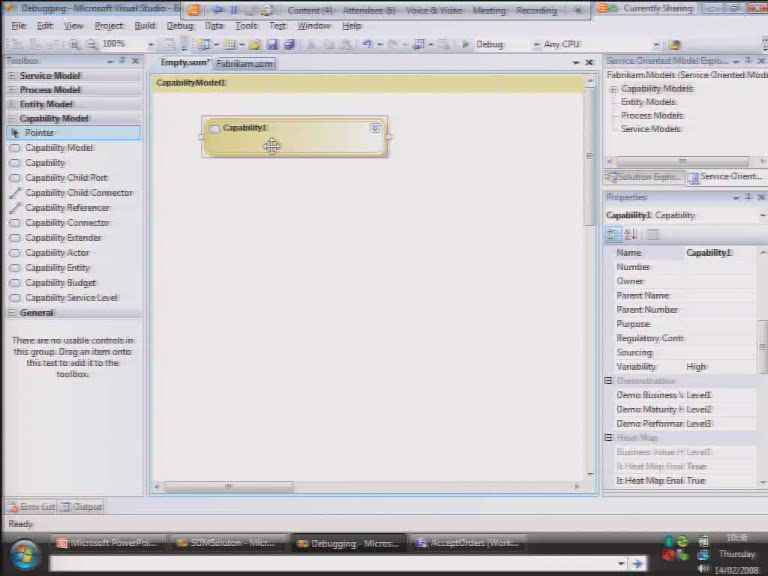 Debugging - Microsoft Visual Studio - E
Content (4) Attendees (6) Voice & Video Meeting Recording
Currently Sharing
File Edit View Project Build Debug Data Tools Test Window Help
100% Debug Any CPU
Toolbox
Service Model
Process Model
Entity Model
Capability Model
Pointer
Capability Model
Capability
Capability Child Port
Capability Child Connector
Capability Referencer
Capability Connector
Capability Extender
Capability Actor
Capability Entity
Capability Budget
Capability Service Level
General
There are no usable controls in
this group. Drag an item onto
this text to add it to the
toolbox.
Empty.som* Fabrikam.som
CapabilityModel1
Capability1
Service Oriented Model Explo...
Fabrikam.Models (Service Oriented Mode
Capability Models
Entity Models
Process Models
Service Models
Solution Explo... Service Orient...
Properties
Capability1 Capability
Name Capability1
Number
Owner
Parent Name
Parent Number
Purpose
Regulatory Contr
Sourcing
Variability High
Demonstration
Demo Business V Level1
Demo Maturity H Level2
Demo Performan Level3
Heat Map
Business Value H Level1
Is Heat Map Enal True
Is Heat Map Enal True
Error List Output
Ready
Microsoft PowerPoi... SOMSolution - Micr... Debugging - Micros... AcceptOrders [Work...
10:36
Thursday
14/02/2008